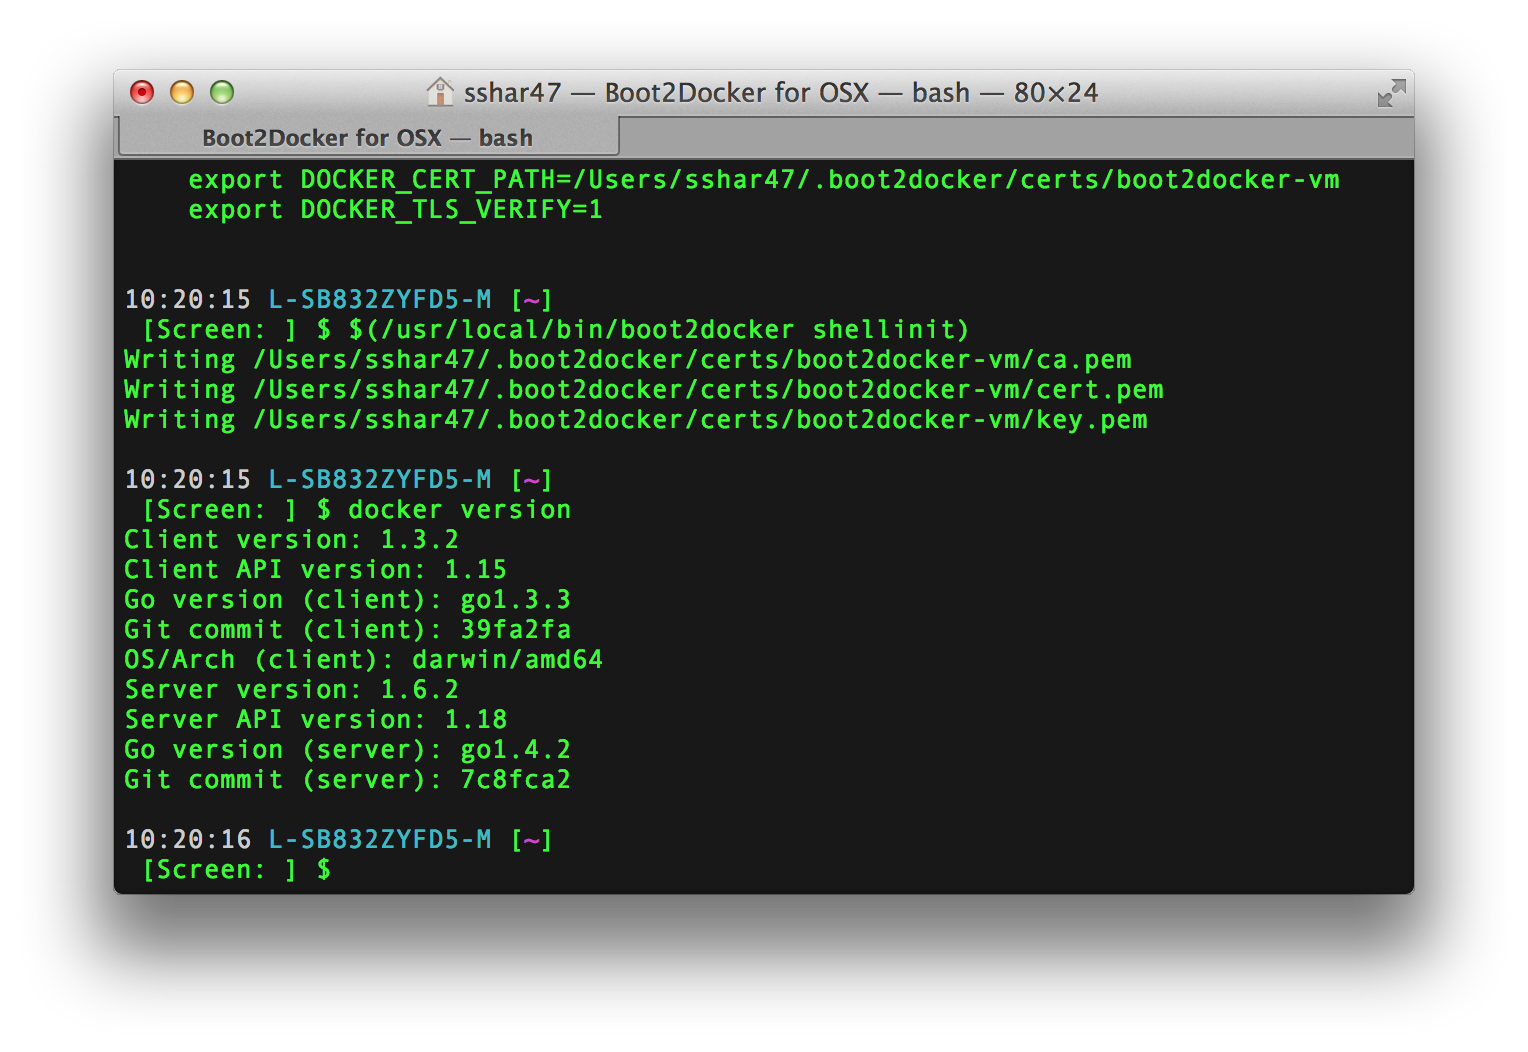 sshar47 — Boot2Docker for OSX — bash — 80×24
Boot2Docker for OSX — bash
export DOCKER_CERT_PATH=/Users/sshar47/.boot2docker/certs/boot2docker-vm
export DOCKER_TLS_VERIFY=1
10:20:15 L-SB832ZYFD5-M [~]
[Screen: ] $ $(/usr/local/bin/boot2docker shellinit)
Writing /Users/sshar47/.boot2docker/certs/boot2docker-vm/ca.pem
Writing /Users/sshar47/.boot2docker/certs/boot2docker-vm/cert.pem
Writing /Users/sshar47/.boot2docker/certs/boot2docker-vm/key.pem
10:20:15 L-SB832ZYFD5-M [~]
[Screen: ] $ docker version
Client version: 1.3.2
Client API version: 1.15
Go version (client): go1.3.3
Git commit (client): 39fa2fa
OS/Arch (client): darwin/amd64
Server version: 1.6.2
Server API version: 1.18
Go version (server): go1.4.2
Git commit (server): 7c8fca2
10:20:16 L-SB832ZYFD5-M [~]
[Screen: ] $